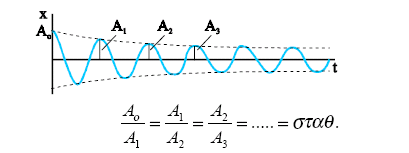 x
A₀ A₁ A₂ A₃
t
A₀/A₁ = A₁/A₂ = A₂/A₃ = ..... = σταθ.